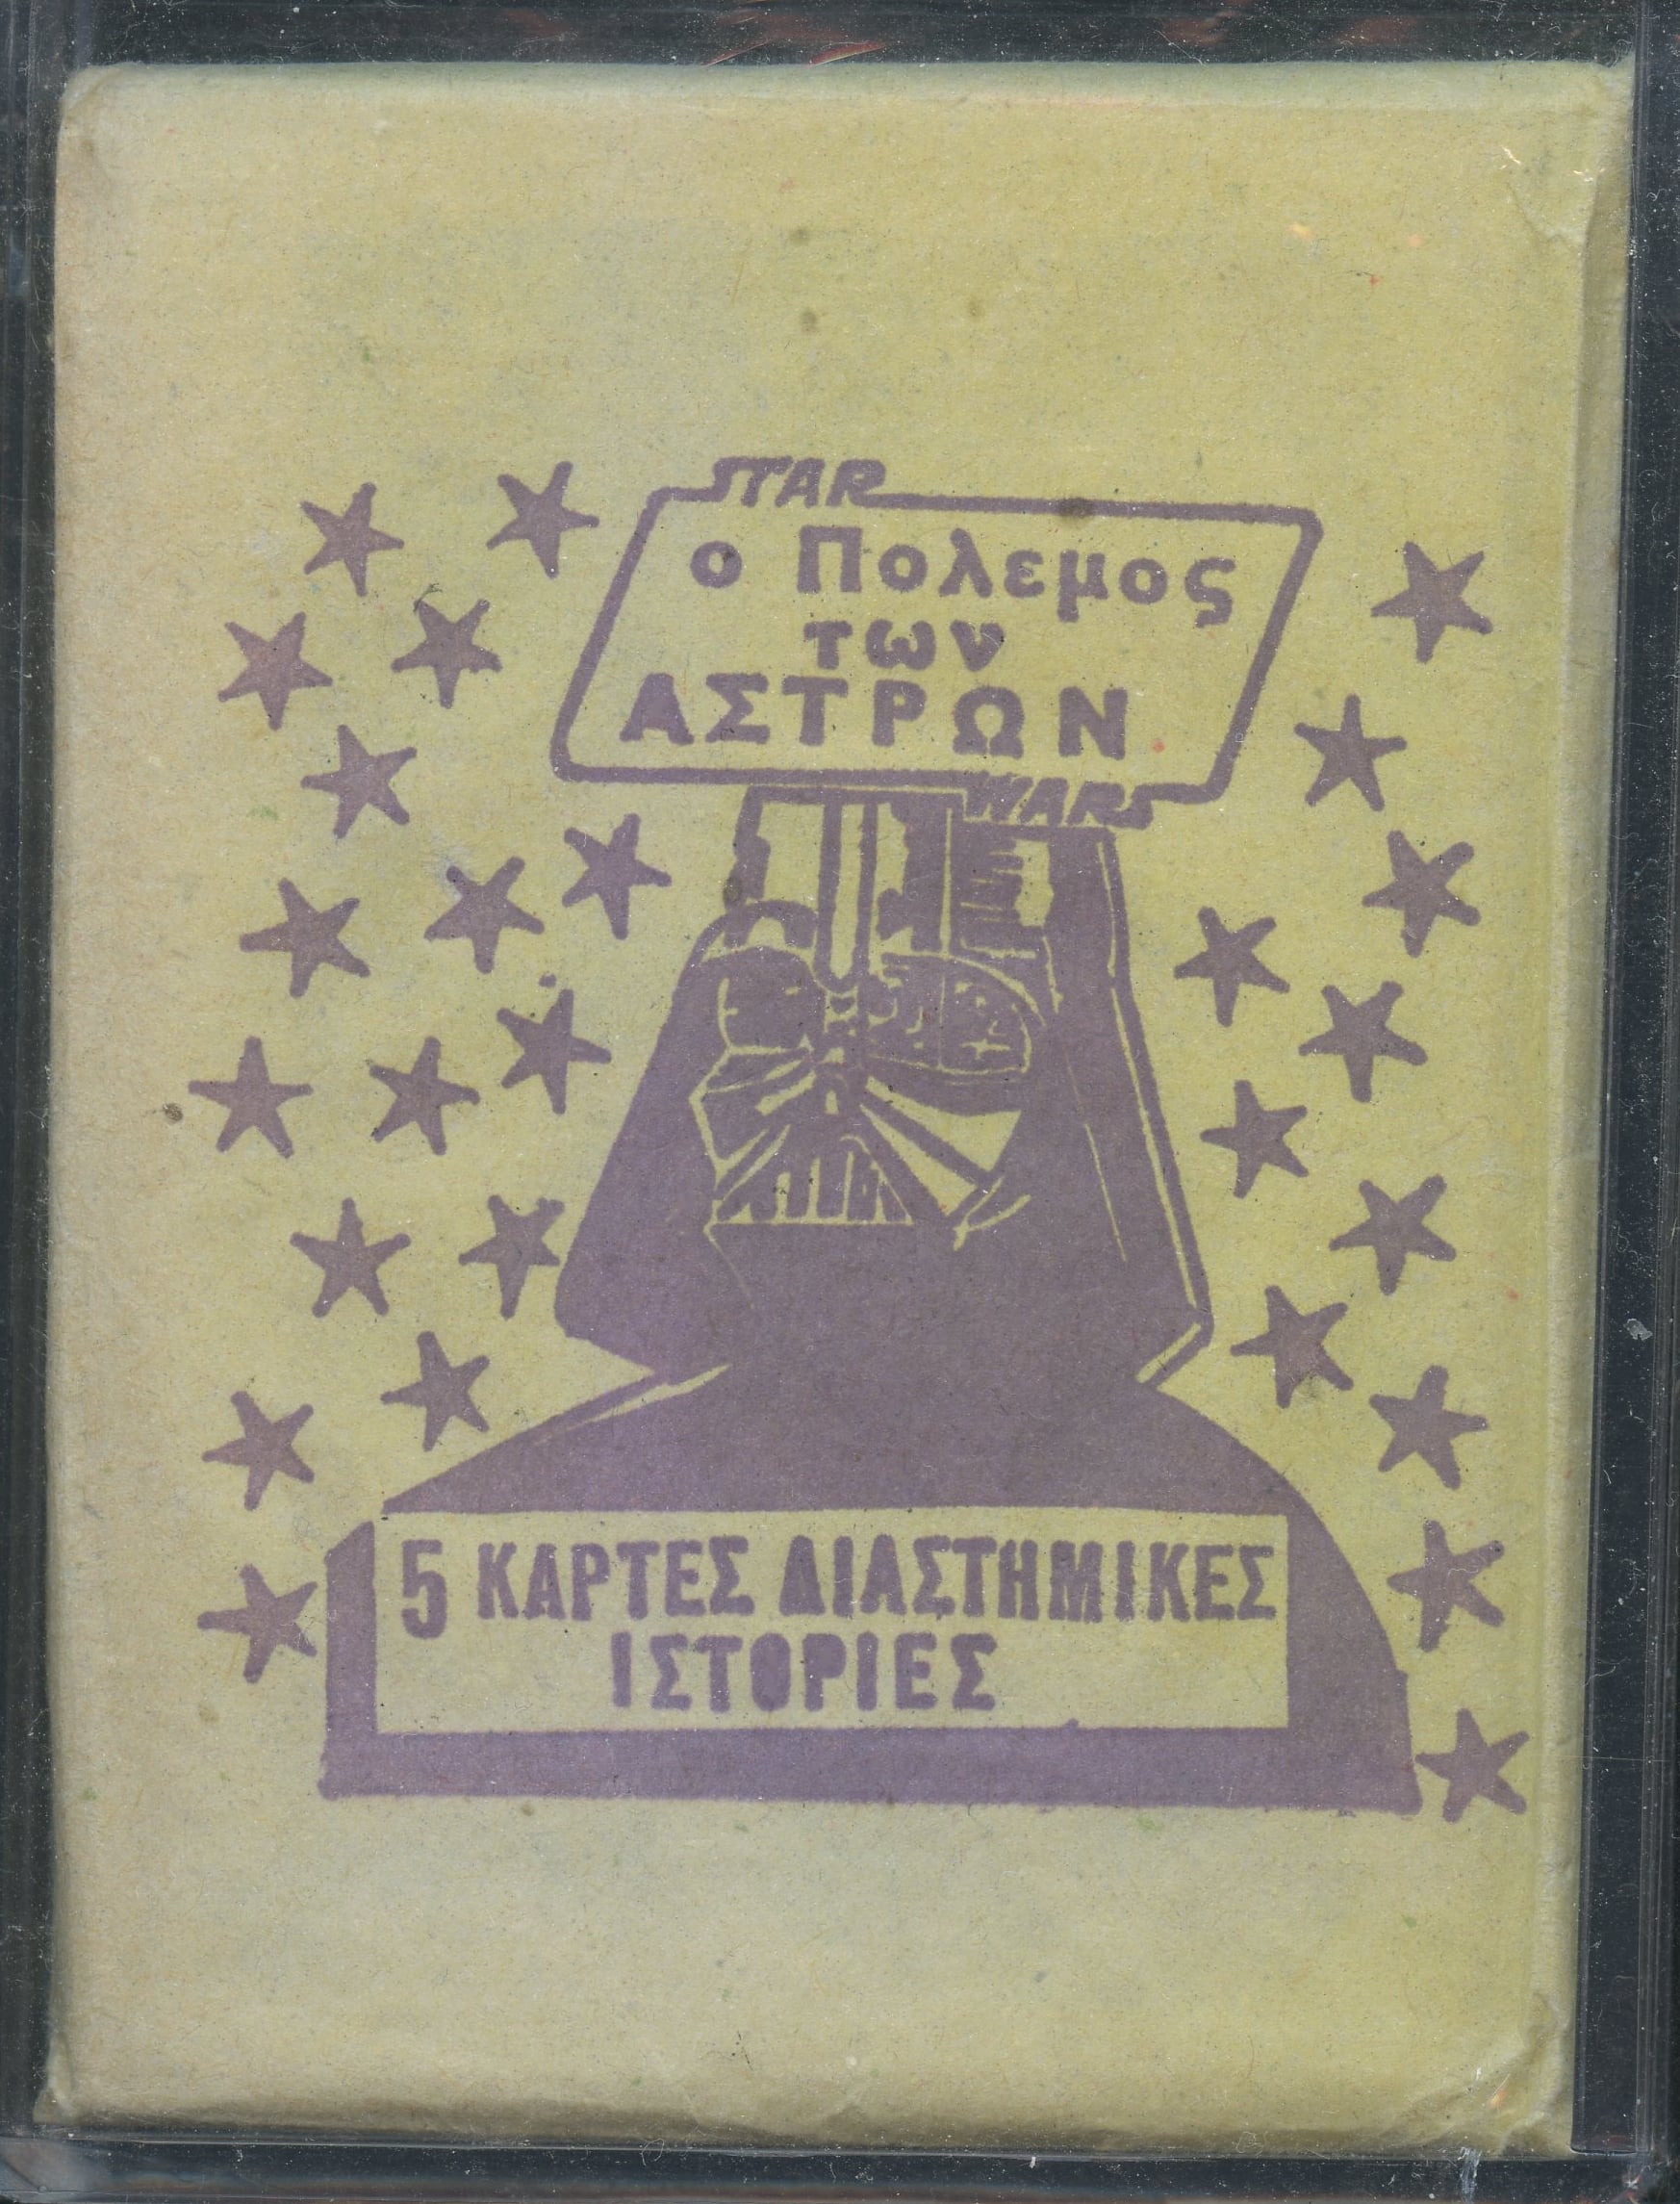 STAR
ο Πολεμος
των
ΑΣΤΡΩΝ
WARS
5 ΚΑΡΤΕΣ ΔΙΑΣΤΗΜΙΚΕΣ
ΙΣΤΟΡΙΕΣ